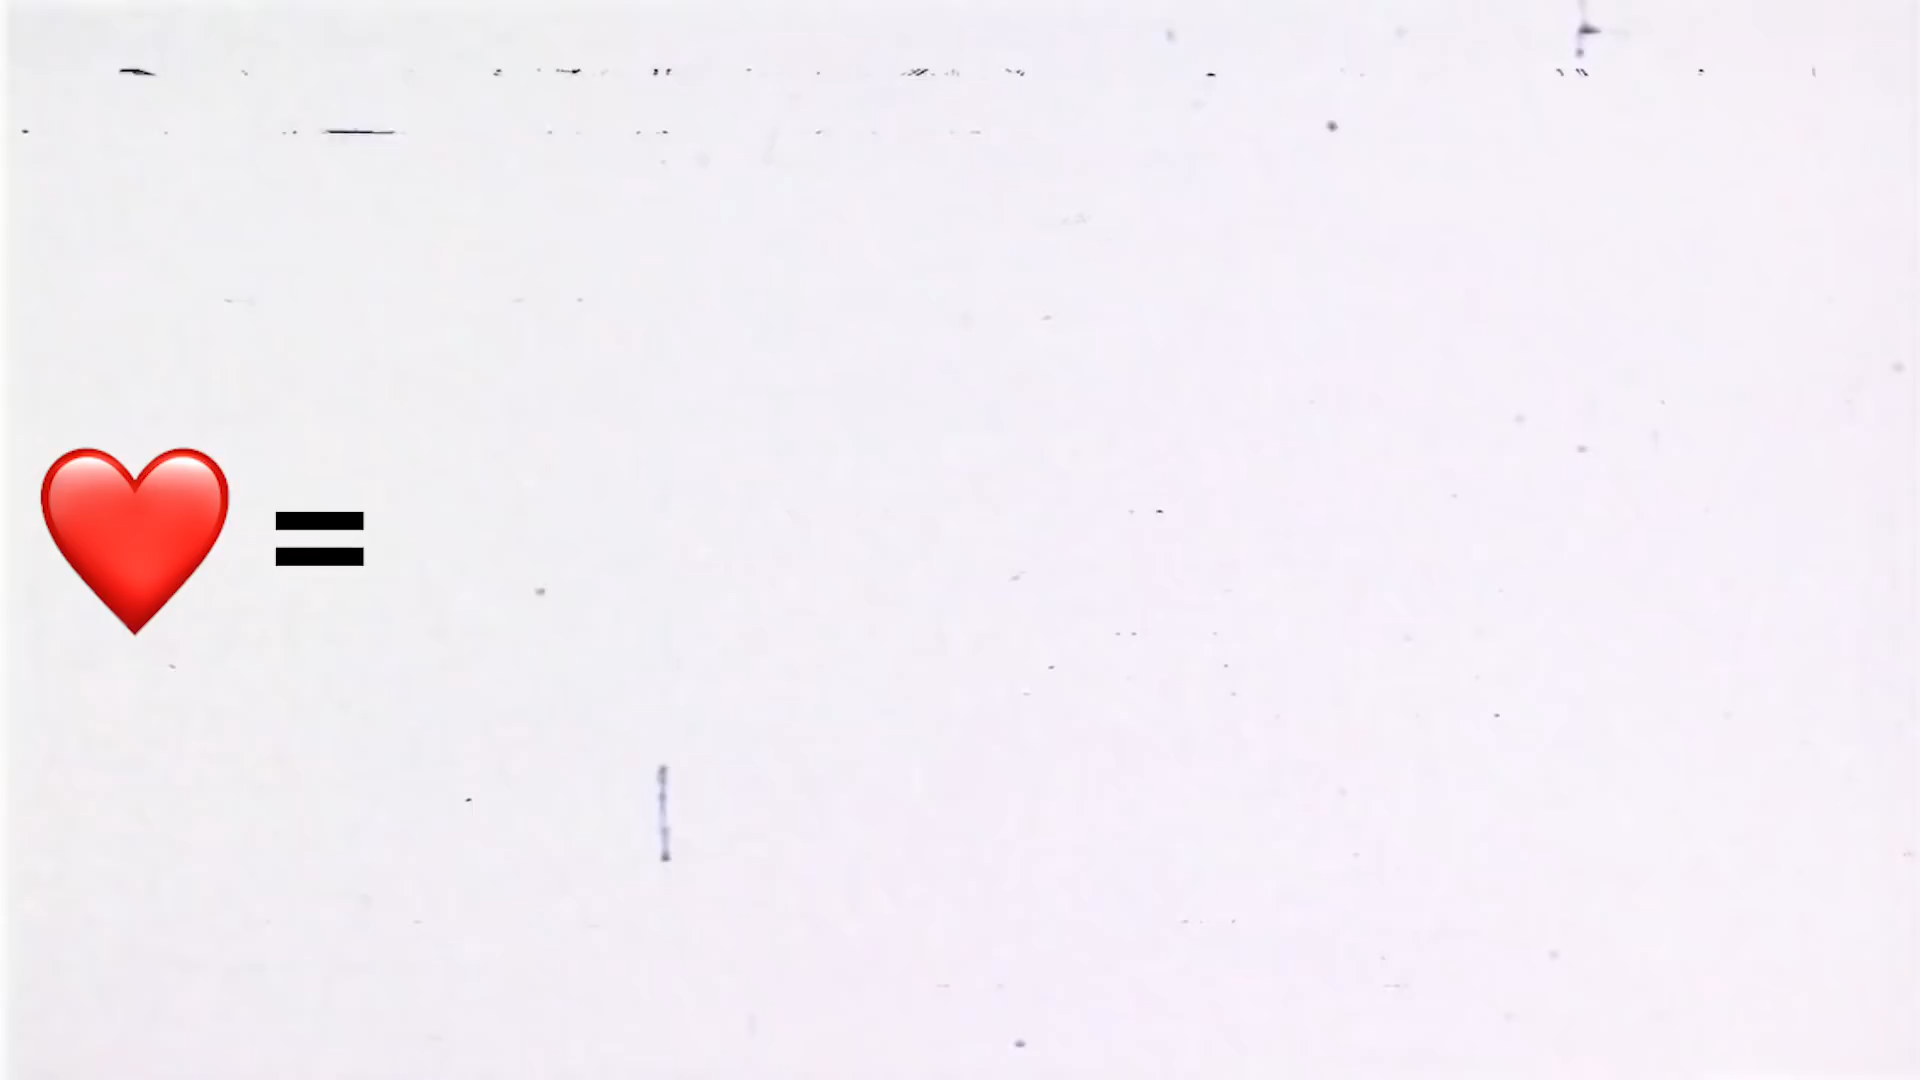 ❤️ =